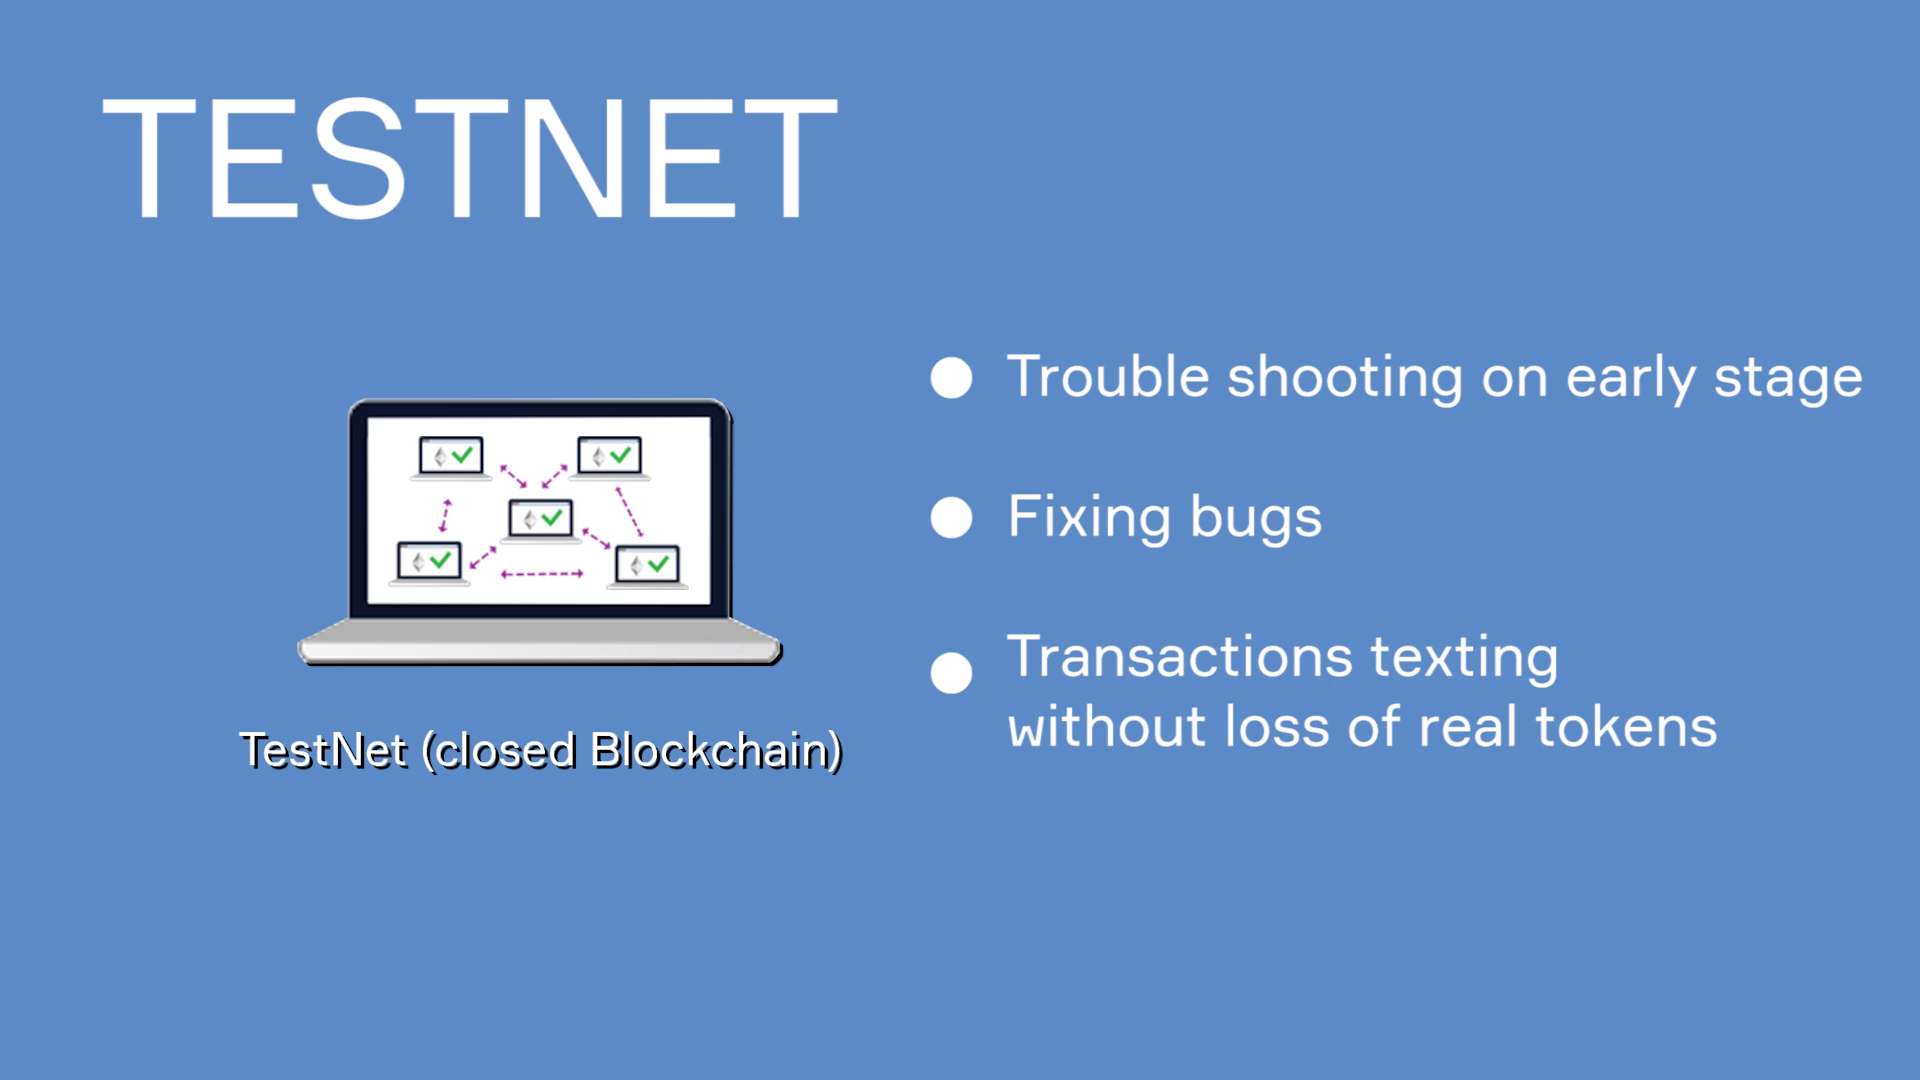 TESTNET
Trouble shooting on early stage
Fixing bugs
Transactions texting
without loss of real tokens
TestNet (closed Blockchain)